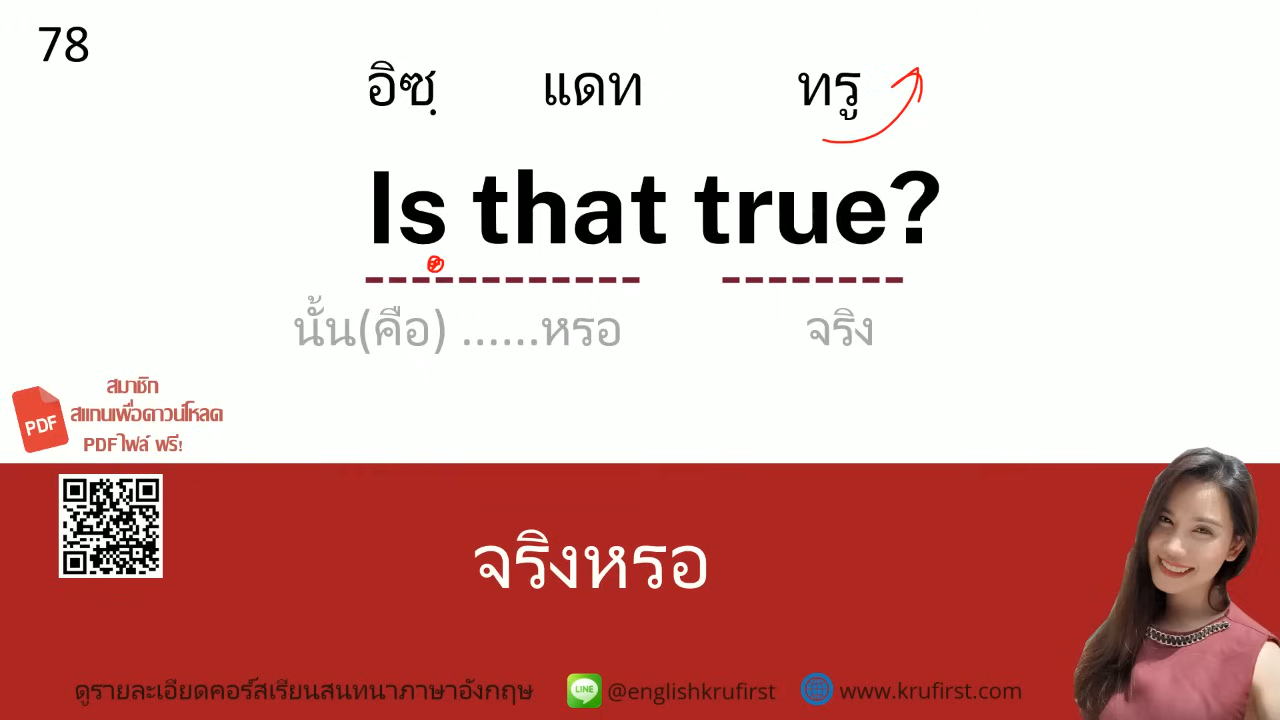 78
อิซฺ แดท ทรู
Is that true?
นั้น(คือ) ......หรอ จริง
สมาชิก
สแกนเพื่อดาวน์โหลด
PDF ไฟล์ ฟรี!
PDF
จริงหรอ
ดูรายละเอียดคอร์สเรียนสนทนาภาษาอังกฤษ LINE @englishkrufirst www.krufirst.com